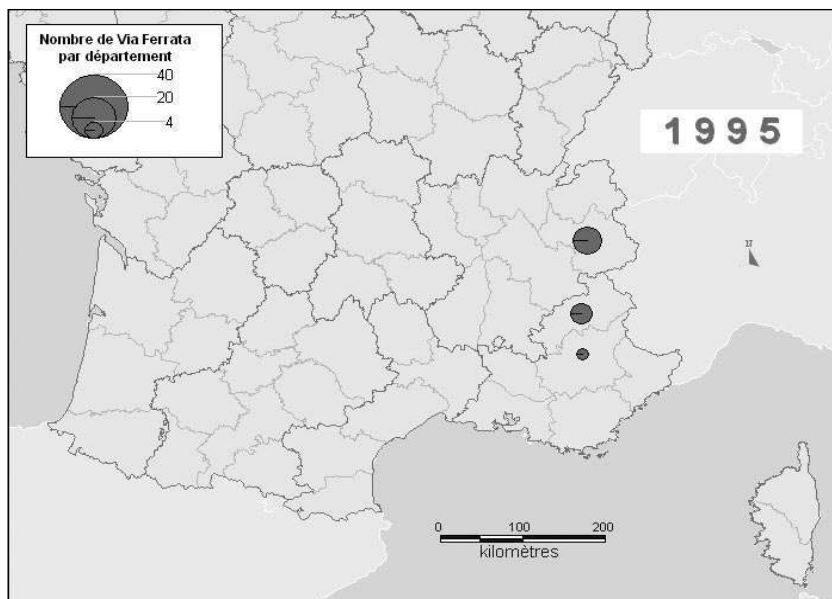 Nombre de Via Ferrata
par département
40
20
4
1995
N
0 100 200
kilomètres